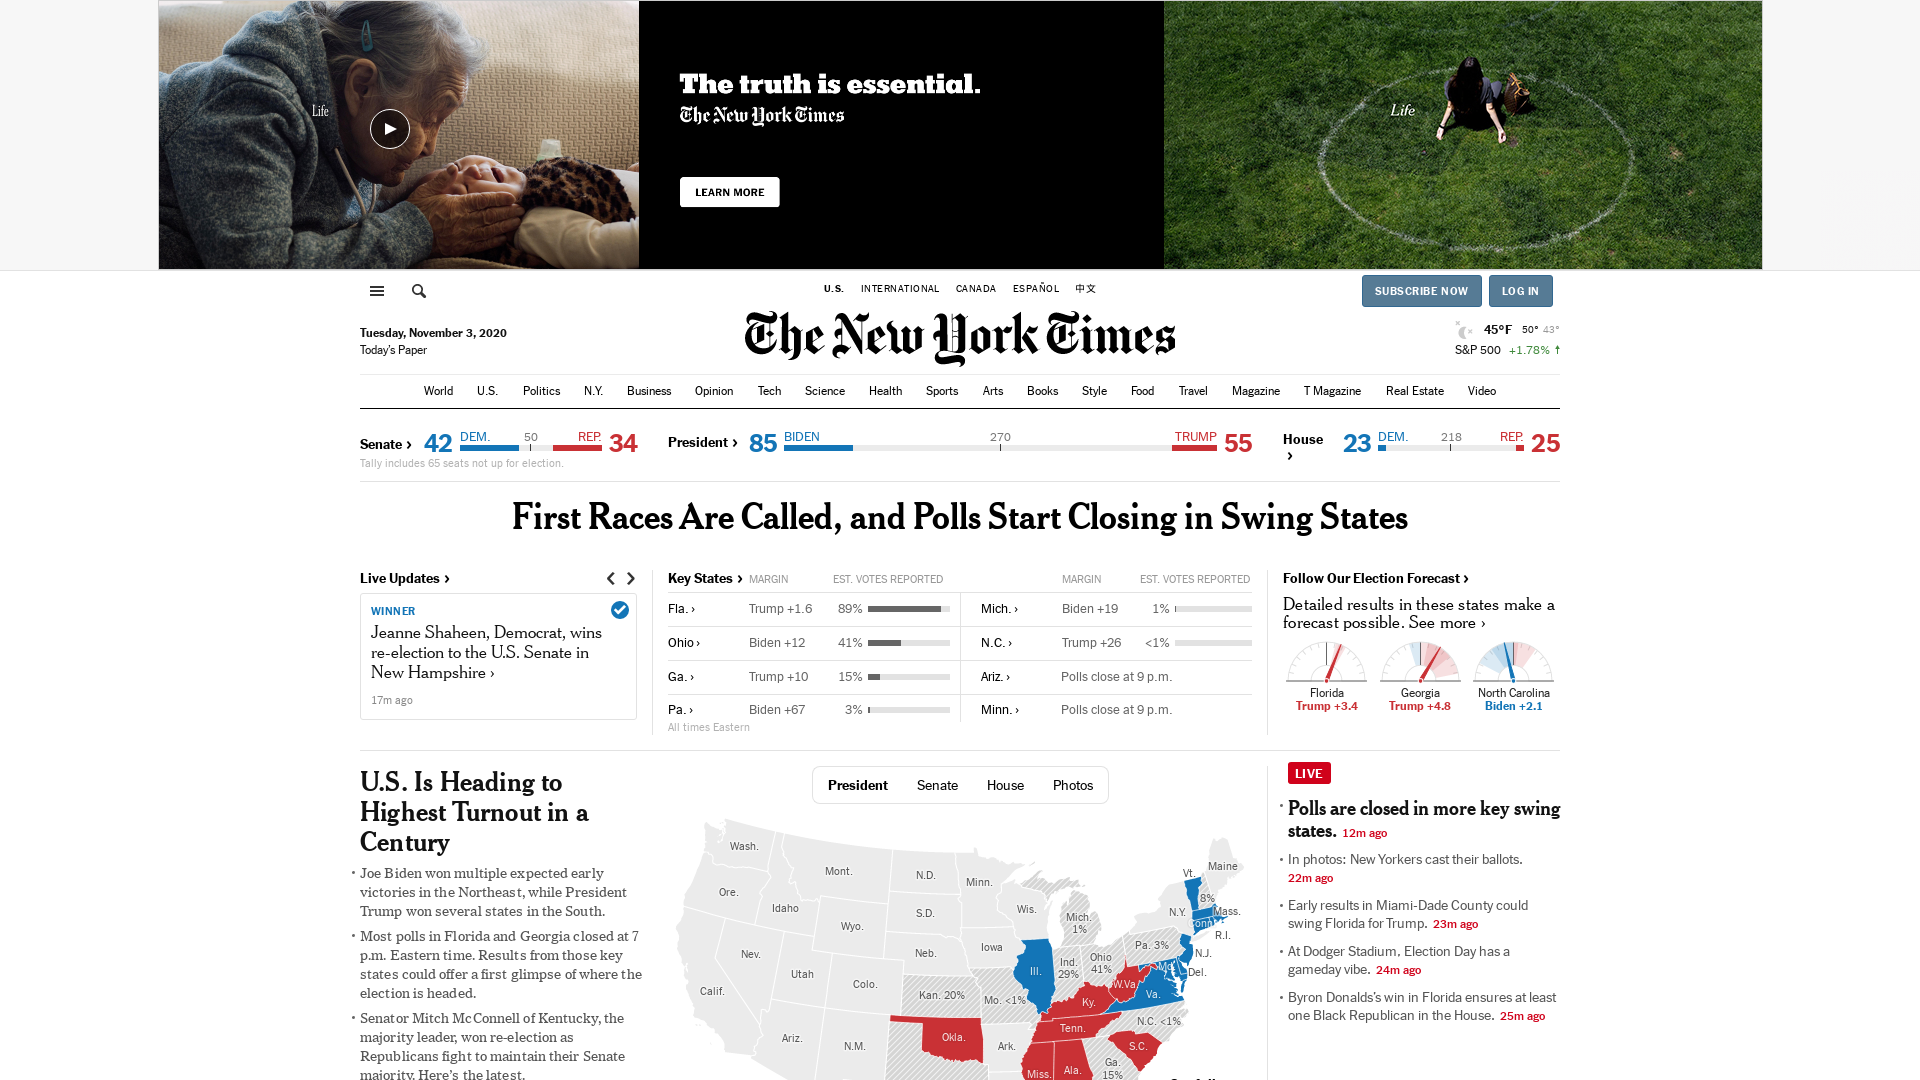 Life
The truth is essential.
The New York Times
LEARN MORE
Life
U.S. INTERNATIONAL CANADA ESPAÑOL 中文
SUBSCRIBE NOW LOG IN
Tuesday, November 3, 2020
Today's Paper
The New York Times
45°F 50° 43°
S&P 500 +1.78% ↑
World U.S. Politics N.Y. Business Opinion Tech Science Health Sports Arts Books Style Food Travel Magazine T Magazine Real Estate Video
Senate › 42 DEM. 50 REP. 34
Tally includes 65 seats not up for election.
President › 85 BIDEN 270 TRUMP 55
House › 23 DEM. 218 REP. 25
First Races Are Called, and Polls Start Closing in Swing States
Live Updates ›
WINNER
Jeanne Shaheen, Democrat, wins
re-election to the U.S. Senate in
New Hampshire ›
17m ago
Key States › MARGIN EST. VOTES REPORTED MARGIN EST. VOTES REPORTED
Fla. › Trump +1.6 89% Mich. › Biden +19 1%
Ohio › Biden +12 41% N.C. › Trump +26 <1%
Ga. › Trump +10 15% Ariz. › Polls close at 9 p.m.
Pa. › Biden +67 3% Minn. › Polls close at 9 p.m.
All times Eastern
Follow Our Election Forecast ›
Detailed results in these states make a
forecast possible. See more ›
Florida Georgia North Carolina
Trump +3.4 Trump +4.8 Biden +2.1
U.S. Is Heading to
Highest Turnout in a
Century
• Joe Biden won multiple expected early
victories in the Northeast, while President
Trump won several states in the South.
• Most polls in Florida and Georgia closed at 7
p.m. Eastern time. Results from those key
states could offer a first glimpse of where the
election is headed.
• Senator Mitch McConnell of Kentucky, the
majority leader, won re-election as
Republicans fight to maintain their Senate
majority. Here's the latest.
President Senate House Photos
Wash.
Mont.
N.D.
Minn.
Vt.
Maine
Ore.
Idaho
S.D.
Wis.
Mich.
1%
8%
N.Y.
Mass.
Wyo.
Conn.
R.I.
Nev.
Neb.
Iowa
Ind.
29%
Ohio
41%
Pa. 3%
N.J.
Utah
Colo.
Ill.
Md.
Del.
Calif.
Kan. 20%
Mo. <1%
W.Va.
Va.
Ky.
Ariz.
N.M.
Okla.
Ark.
Tenn.
N.C. <1%
S.C.
Miss.
Ala.
Ga.
15%
LIVE
• Polls are closed in more key swing
states. 12m ago
• In photos: New Yorkers cast their ballots.
22m ago
• Early results in Miami-Dade County could
swing Florida for Trump. 23m ago
• At Dodger Stadium, Election Day has a
gameday vibe. 24m ago
• Byron Donalds's win in Florida ensures at least
one Black Republican in the House. 25m ago